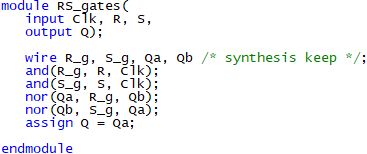 module RS_gates(
input Clk, R, S,
output Q);
wire R_g, S_g, Qa, Qb /* synthesis keep */;
and(R_g, R, Clk);
and(S_g, S, Clk);
nor(Qa, R_g, Qb);
nor(Qb, S_g, Qa);
assign Q = Qa;
endmodule